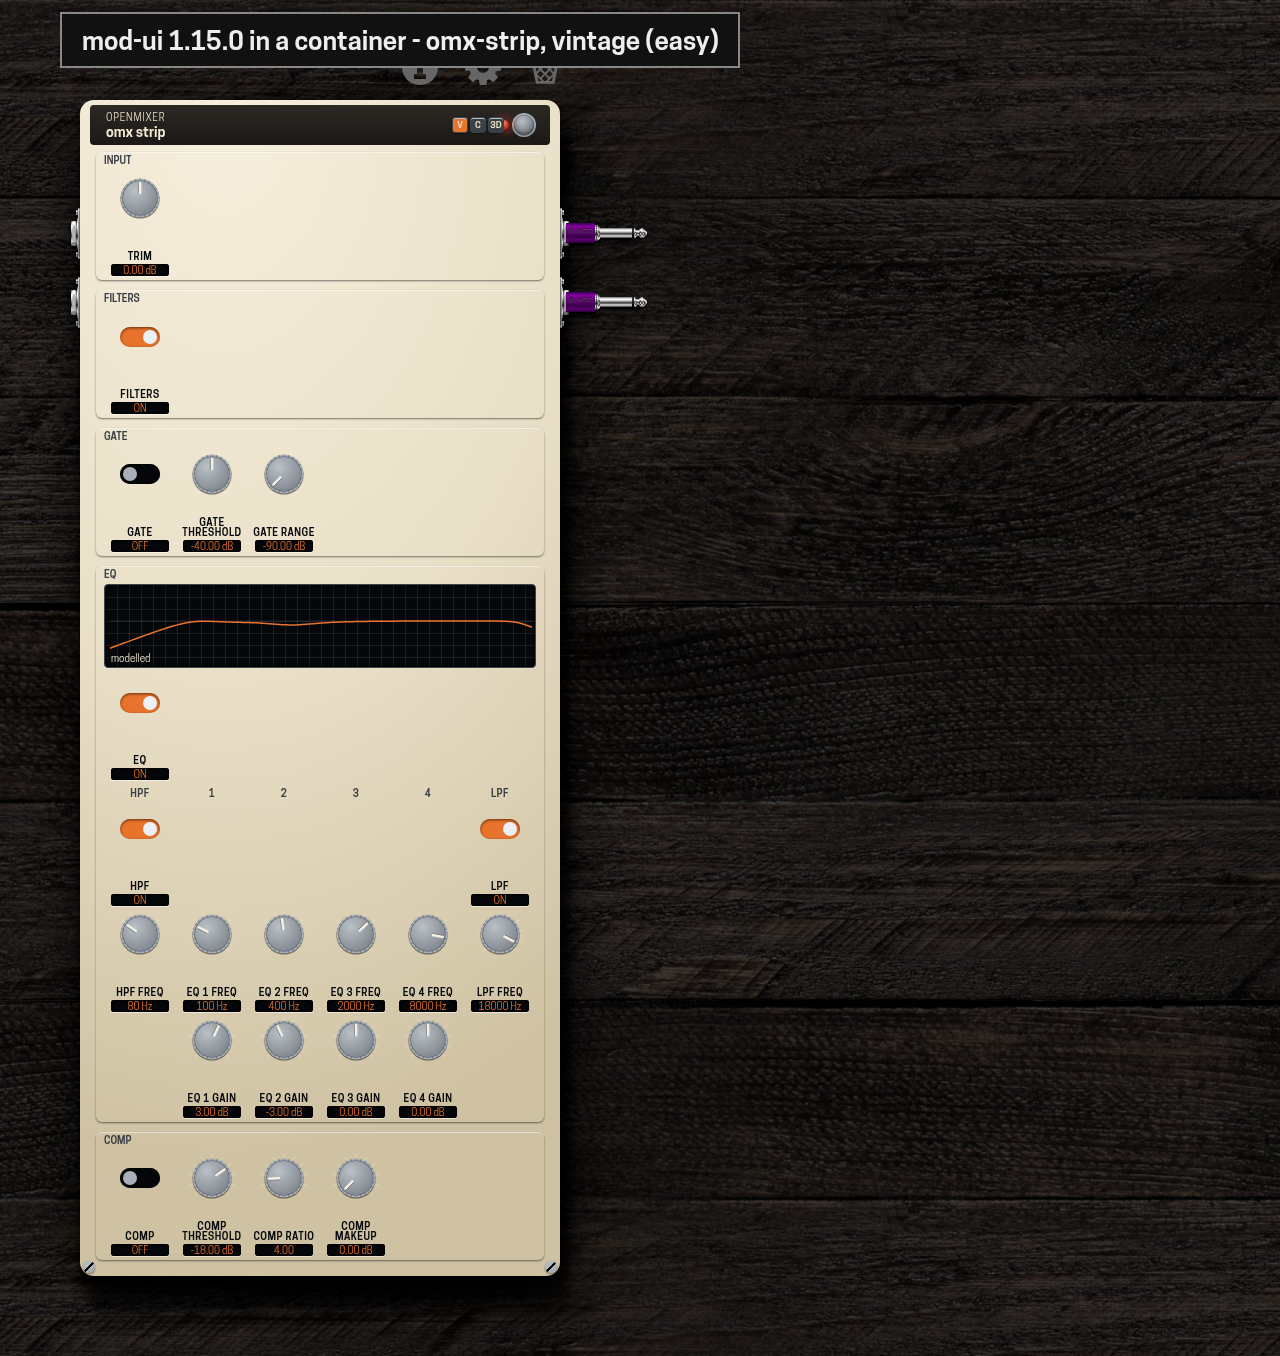 mod-ui 1.15.0 in a container - omx-strip, vintage (easy)
OPENMIXER
omx strip
V C 3D
INPUT
TRIM
0.00 dB
FILTERS
FILTERS
ON
GATE
GATE GATE THRESHOLD GATE RANGE
OFF -40.00 dB -90.00 dB
EQ
modelled
EQ
ON
HPF 1 2 3 4 LPF
HPF LPF
ON ON
HPF FREQ EQ 1 FREQ EQ 2 FREQ EQ 3 FREQ EQ 4 FREQ LPF FREQ
80 Hz 100 Hz 400 Hz 2000 Hz 8000 Hz 18000 Hz
EQ 1 GAIN EQ 2 GAIN EQ 3 GAIN EQ 4 GAIN
3.00 dB -3.00 dB 0.00 dB 0.00 dB
COMP
COMP COMP THRESHOLD COMP RATIO COMP MAKEUP
OFF -18.00 dB 4.00 0.00 dB